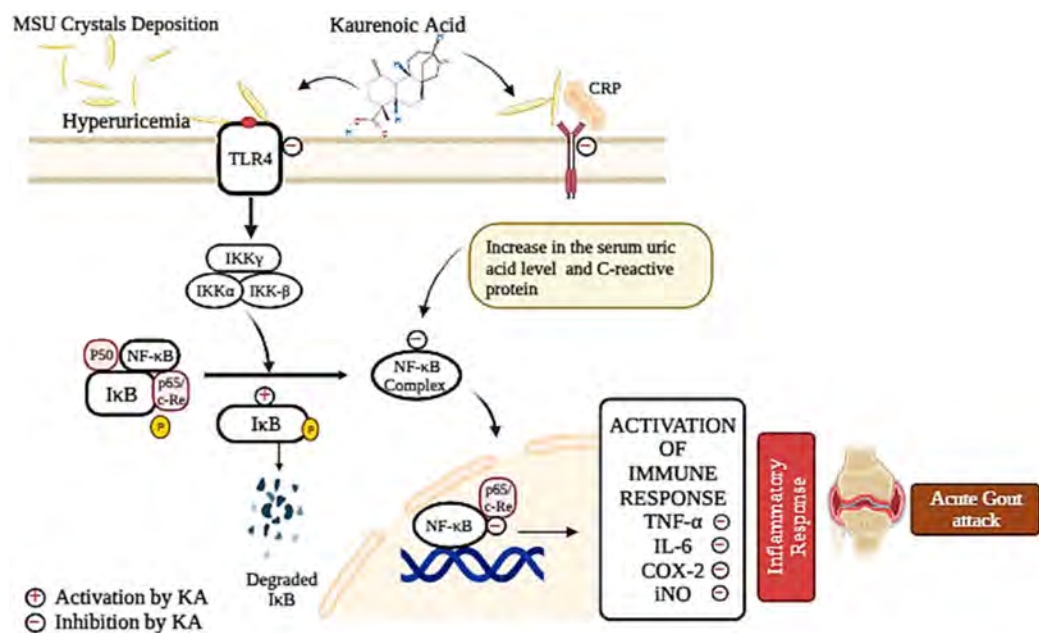 MSU Crystals Deposition
Kaurenoic Acid
CRP
Hyperuricemia
TLR4
IKKγ
IKKα
IKK-β
Increase in the serum uric
acid level and C-reactive
protein
P50
NF-κB
IκB
p65/
c-Re
P
NF-κB
Complex
IκB
P
Degraded
IκB
p65/
c-Re
NF-κB
ACTIVATION
OF
IMMUNE
RESPONSE
TNF-α
IL-6
COX-2
iNO
Inflammatory
Response
Acute Gout
attack
+ Activation by KA
− Inhibition by KA